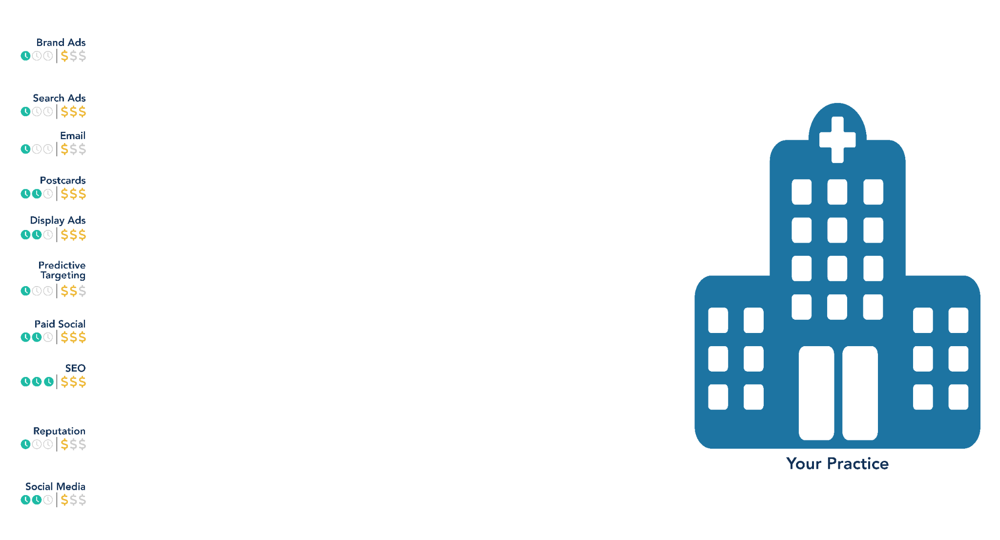 Brand Ads
$$$
Search Ads
$$$
Email
$$$
Postcards
$$$
Display Ads
$$$
Predictive
Targeting
$$$
Paid Social
$$$
SEO
$$$
Reputation
$$$
Social Media
$$$
Your Practice